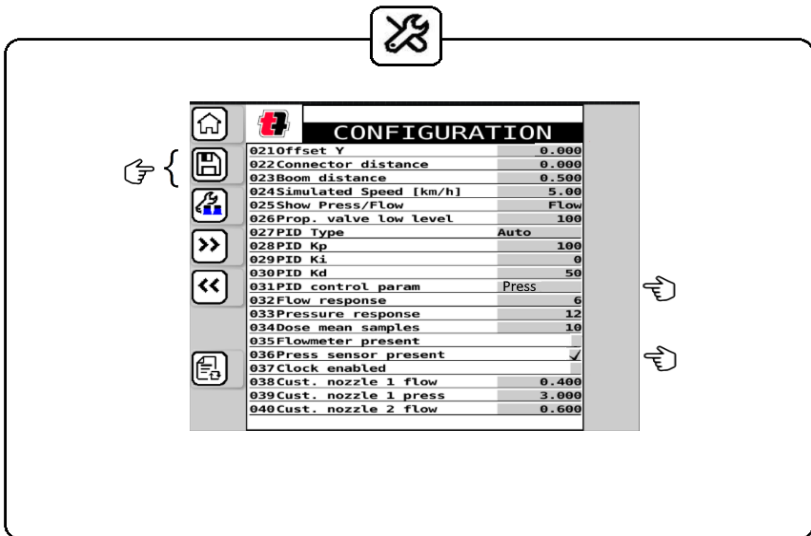 CONFIGURATION
021Offset Y 0.000
022Connector distance 0.000
023Boom distance 0.500
024Simulated Speed [km/h] 5.00
025Show Press/Flow Flow
026Prop. valve low level 100
027PID Type Auto
028PID Kp 100
029PID Ki 0
030PID Kd 50
031PID control param Press
032Flow response 6
033Pressure response 12
034Dose mean samples 10
035Flowmeter present
036Press sensor present ✓
037Clock enabled
038Cust. nozzle 1 flow 0.400
039Cust. nozzle 1 press 3.000
040Cust. nozzle 2 flow 0.600
>>
<<